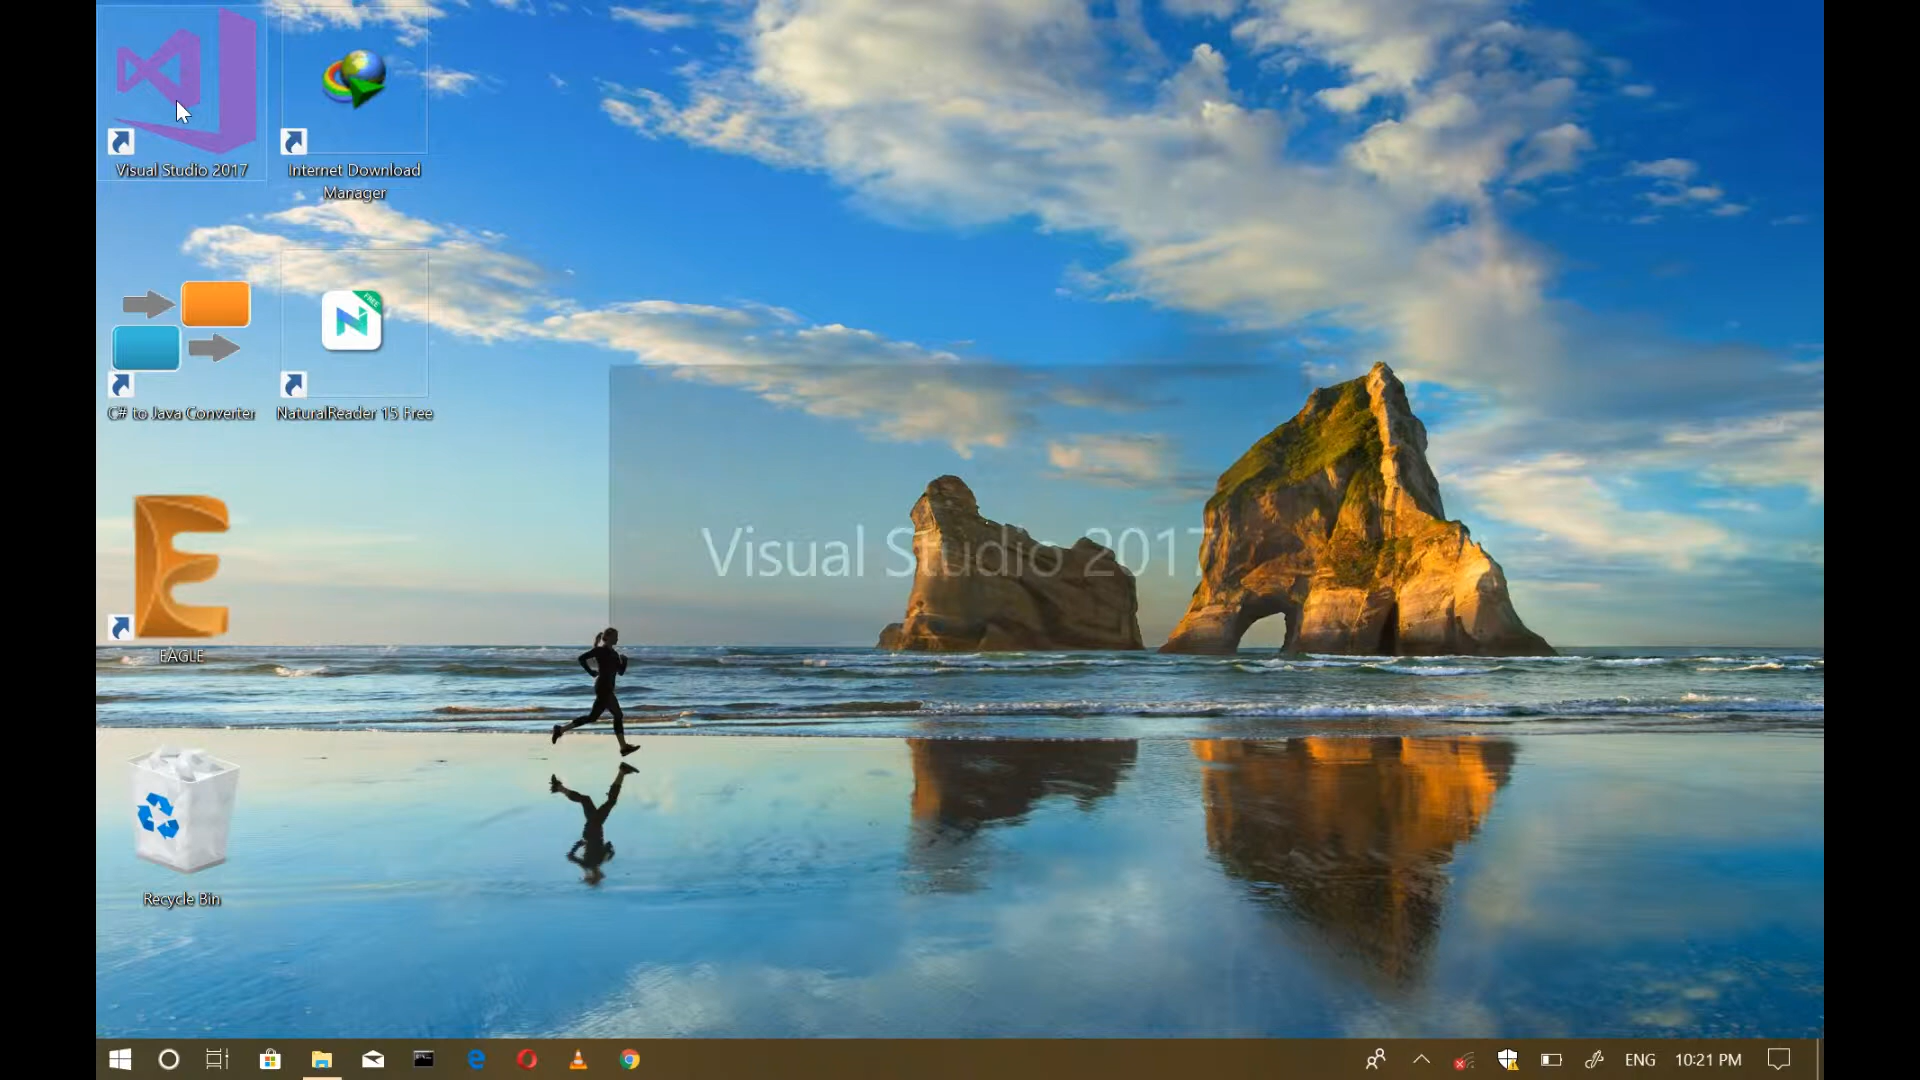 Visual Studio 2017
Internet Download
Manager
FREE
C# to Java Converter
NaturalReader 15 Free
Visual Studio 2017
EAGLE
Recycle Bin
ENG
10:21 PM